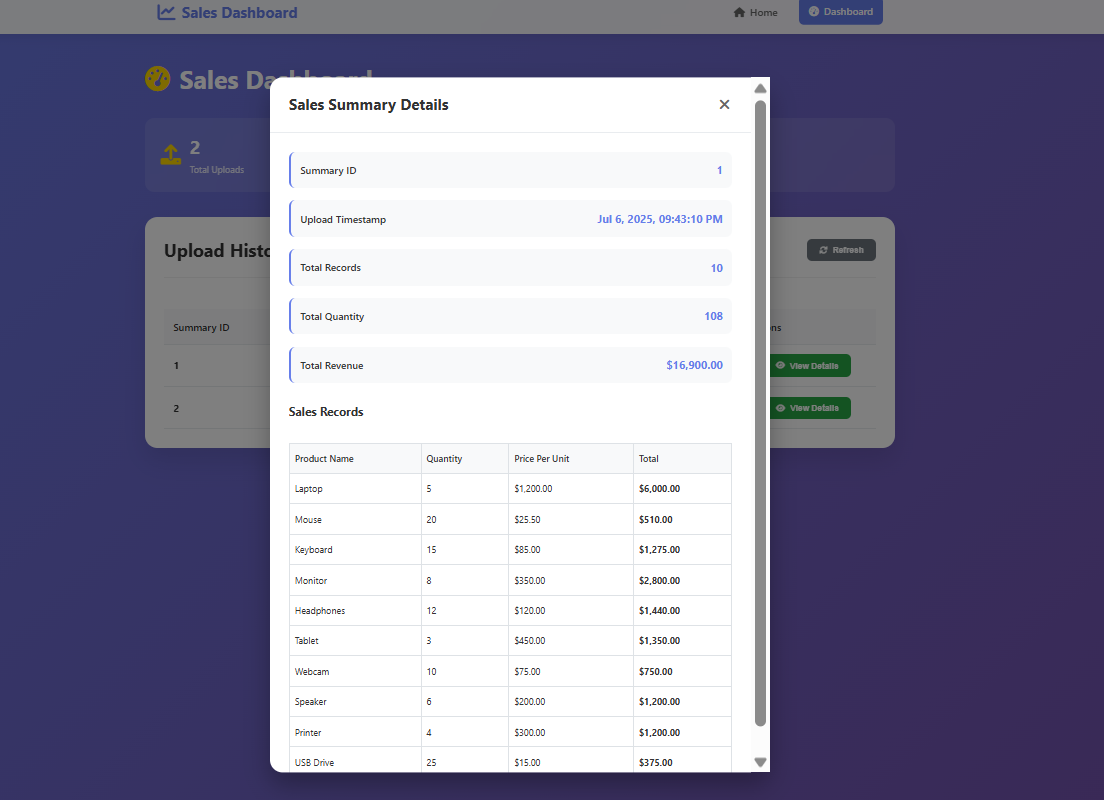 Sales Dashboard
Home
Dashboard
Sales Dashboard
2
Total Uploads
Upload Histo
Refresh
Summary ID
ons
1
View Details
2
View Details
Sales Summary Details
Summary ID 1
Upload Timestamp Jul 6, 2025, 09:43:10 PM
Total Records 10
Total Quantity 108
Total Revenue $16,900.00
Sales Records
Product Name Quantity Price Per Unit Total
Laptop 5 $1,200.00 $6,000.00
Mouse 20 $25.50 $510.00
Keyboard 15 $85.00 $1,275.00
Monitor 8 $350.00 $2,800.00
Headphones 12 $120.00 $1,440.00
Tablet 3 $450.00 $1,350.00
Webcam 10 $75.00 $750.00
Speaker 6 $200.00 $1,200.00
Printer 4 $300.00 $1,200.00
USB Drive 25 $15.00 $375.00